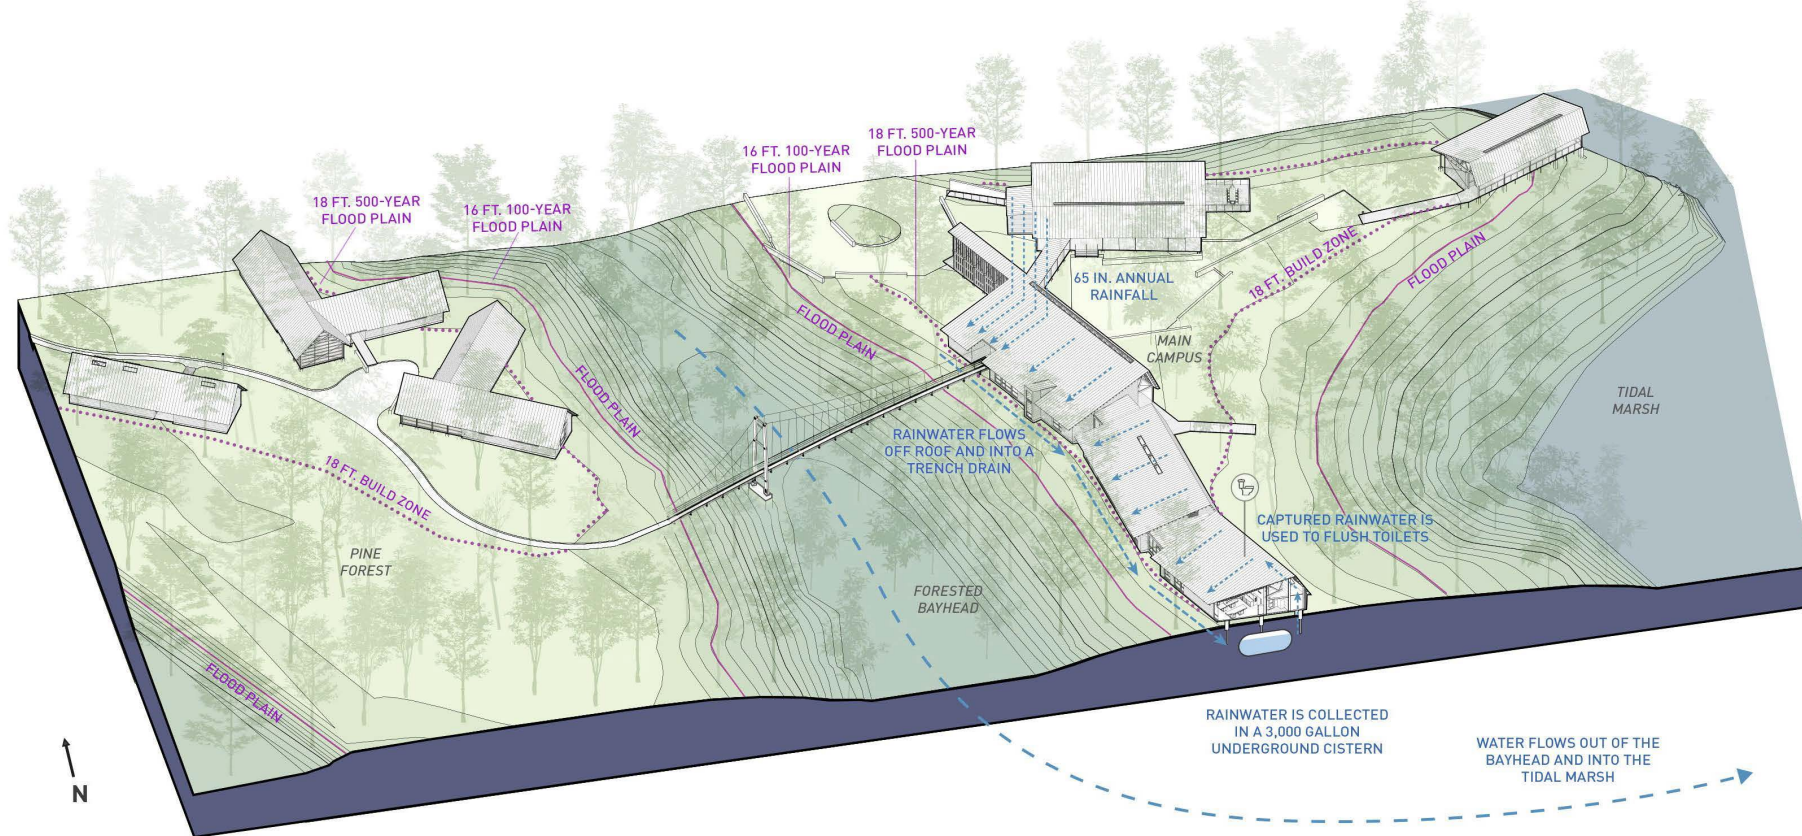 18 FT. 500-YEAR
FLOOD PLAIN
16 FT. 100-YEAR
FLOOD PLAIN
16 FT. 100-YEAR
FLOOD PLAIN
18 FT. 500-YEAR
FLOOD PLAIN
65 IN. ANNUAL
RAINFALL
18 FT. BUILD ZONE
FLOOD PLAIN
FLOOD PLAIN
FLOOD PLAIN
MAIN
CAMPUS
TIDAL
MARSH
RAINWATER FLOWS
OFF ROOF AND INTO A
TRENCH DRAIN
18 FT. BUILD ZONE
CAPTURED RAINWATER IS
USED TO FLUSH TOILETS
PINE
FOREST
FORESTED
BAYHEAD
FLOOD PLAIN
RAINWATER IS COLLECTED
IN A 3,000 GALLON
UNDERGROUND CISTERN
WATER FLOWS OUT OF THE
BAYHEAD AND INTO THE
TIDAL MARSH
N